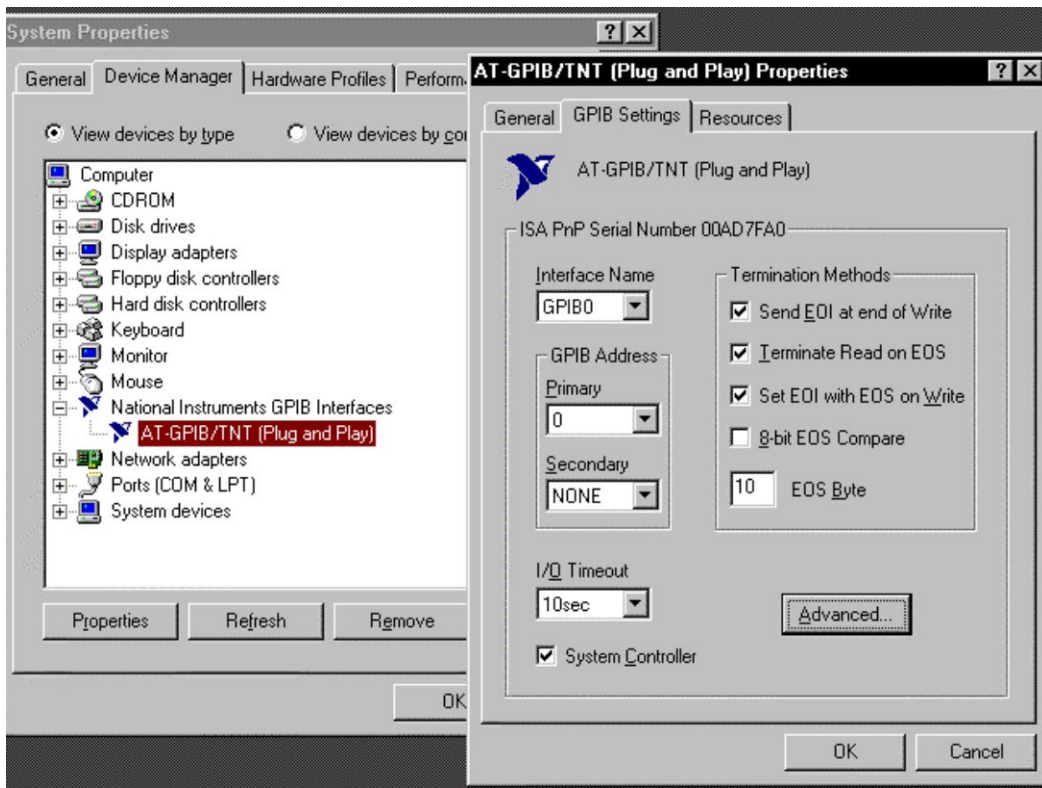 System Properties
General Device Manager Hardware Profiles Perform
View devices by type View devices by co
Computer
CDROM
Disk drives
Display adapters
Floppy disk controllers
Hard disk controllers
Keyboard
Monitor
Mouse
National Instruments GPIB Interfaces
AT-GPIB/TNT (Plug and Play)
Network adapters
Ports (COM & LPT)
System devices
Properties Refresh Remove
OK
AT-GPIB/TNT (Plug and Play) Properties
General GPIB Settings Resources
AT-GPIB/TNT (Plug and Play)
ISA PnP Serial Number 00AD7FA0
Interface Name
GPIB0
GPIB Address
Primary
0
Secondary
NONE
I/O Timeout
10sec
System Controller
Termination Methods
Send EOI at end of Write
Terminate Read on EOS
Set EOI with EOS on Write
8-bit EOS Compare
10 EOS Byte
Advanced...
OK Cancel